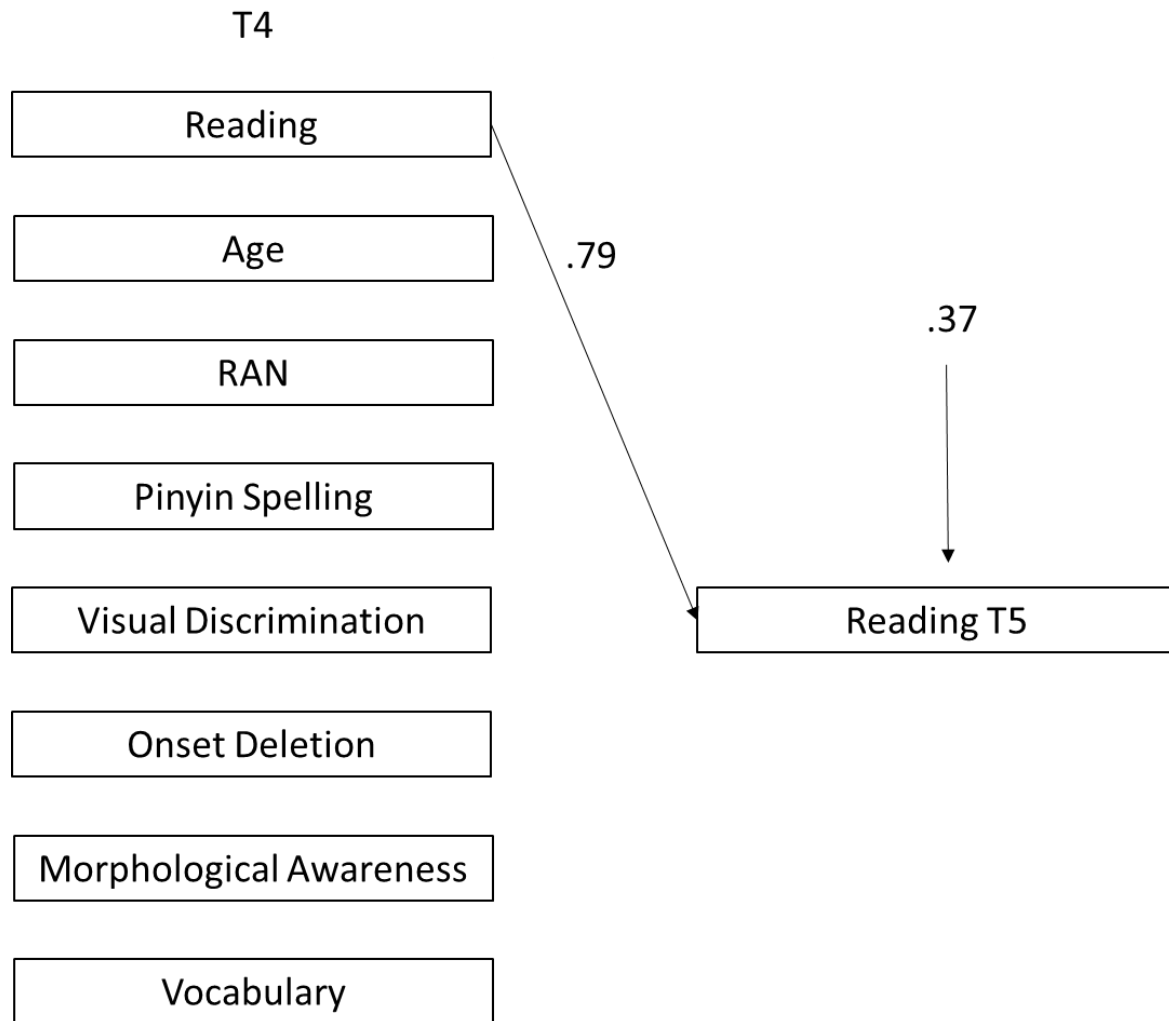 T4
Reading
Age
.79
.37
RAN
Pinyin Spelling
Visual Discrimination
Reading T5
Onset Deletion
Morphological Awareness
Vocabulary